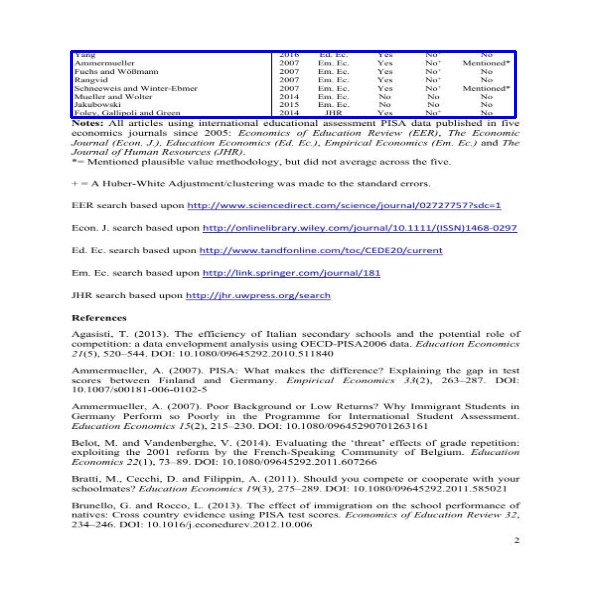 Yang 2016 Ed. Ec. Yes No⁺ No
Ammermueller 2007 Em. Ec. Yes No⁺ Mentioned*
Fuchs and Wößmann 2007 Em. Ec. Yes No⁺ No
Rangvid 2007 Em. Ec. Yes No⁺ No
Schneeweis and Winter-Ebmer 2007 Em. Ec. Yes No⁺ Mentioned*
Mueller and Wolter 2014 Em. Ec. No No No
Jakubowski 2015 Em. Ec. No No No
Foley, Gallipoli and Green 2014 JHR Yes No⁺ No
Notes: All articles using international educational assessment PISA data published in five
economics journals since 2005: Economics of Education Review (EER), The Economic
Journal (Econ. J.), Education Economics (Ed. Ec.), Empirical Economics (Em. Ec.) and The
Journal of Human Resources (JHR).
*= Mentioned plausible value methodology, but did not average across the five.
+ = A Huber-White Adjustment/clustering was made to the standard errors.
EER search based upon http://www.sciencedirect.com/science/journal/02727757?sdc=1
Econ. J. search based upon http://onlinelibrary.wiley.com/journal/10.1111/(ISSN)1468-0297
Ed. Ec. search based upon http://www.tandfonline.com/toc/CEDE20/current
Em. Ec. search based upon http://link.springer.com/journal/181
JHR search based upon http://jhr.uwpress.org/search
References
Agasisti, T. (2013). The efficiency of Italian secondary schools and the potential role of
competition: a data envelopment analysis using OECD-PISA2006 data. Education Economics
21(5), 520–544. DOI: 10.1080/09645292.2010.511840
Ammermueller, A. (2007). PISA: What makes the difference? Explaining the gap in test
scores between Finland and Germany. Empirical Economics 33(2), 263–287. DOI:
10.1007/s00181-006-0102-5
Ammermueller, A. (2007). Poor Background or Low Returns? Why Immigrant Students in
Germany Perform so Poorly in the Programme for International Student Assessment.
Education Economics 15(2), 215–230. DOI: 10.1080/09645290701263161
Belot, M. and Vandenberghe, V. (2014). Evaluating the ‘threat’ effects of grade repetition:
exploiting the 2001 reform by the French-Speaking Community of Belgium. Education
Economics 22(1), 73–89. DOI: 10.1080/09645292.2011.607266
Bratti, M., Cecchi, D. and Filippin, A. (2011). Should you compete or cooperate with your
schoolmates? Education Economics 19(3), 275–289. DOI: 10.1080/09645292.2011.585021
Brunello, G. and Rocco, L. (2013). The effect of immigration on the school performance of
natives: Cross country evidence using PISA test scores. Economics of Education Review 32,
234–246. DOI: 10.1016/j.econedurev.2012.10.006
2